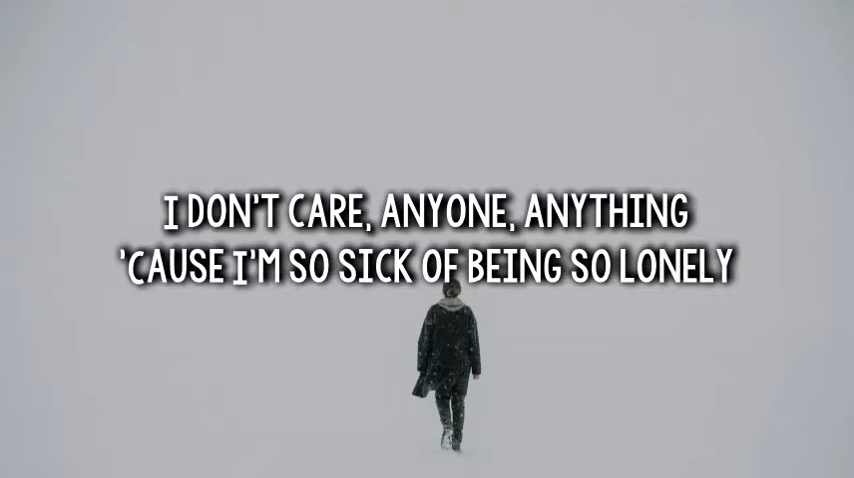 I DON'T CARE, ANYONE, ANYTHING
'CAUSE I'M SO SICK OF BEING SO LONELY